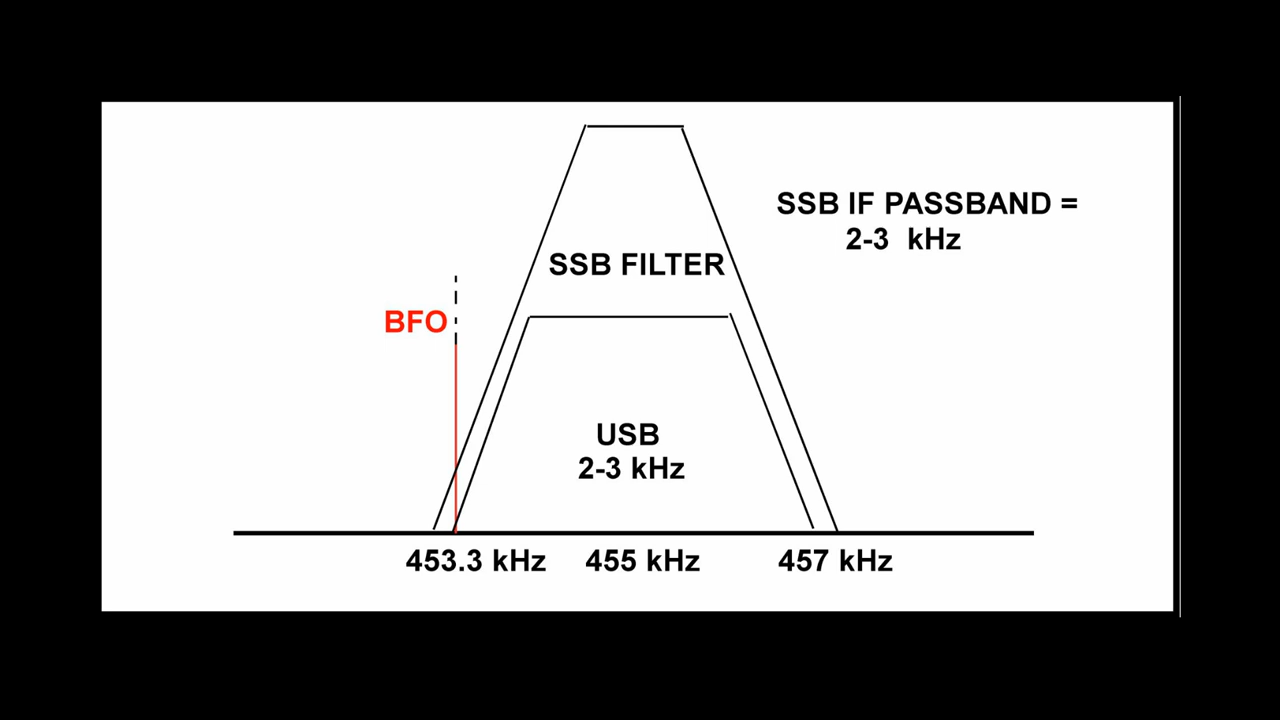 SSB IF PASSBAND =
2-3 kHz
SSB FILTER
BFO
USB
2-3 kHz
453.3 kHz
455 kHz
457 kHz